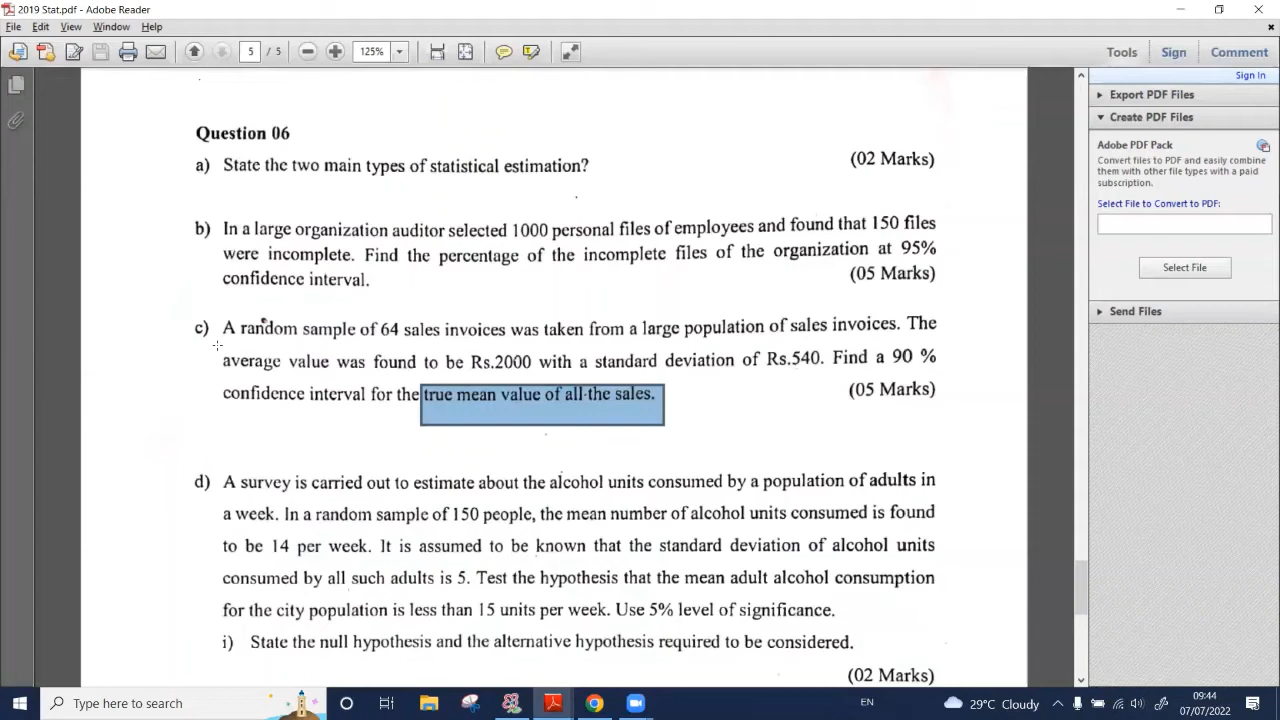 2019 Stat.pdf - Adobe Reader
File Edit View Window Help
5 / 5 125% Tools Sign Comment
Sign In
Export PDF Files
Create PDF Files
Adobe PDF Pack
Convert files to PDF and easily combine
them with other file types with a paid
subscription.
Select File to Convert to PDF:
Select File
Send Files
Question 06
a) State the two main types of statistical estimation? (02 Marks)
b) In a large organization auditor selected 1000 personal files of employees and found that 150 files
were incomplete. Find the percentage of the incomplete files of the organization at 95%
confidence interval. (05 Marks)
c) A random sample of 64 sales invoices was taken from a large population of sales invoices. The
average value was found to be Rs.2000 with a standard deviation of Rs.540. Find a 90 %
confidence interval for the true mean value of all the sales. (05 Marks)
d) A survey is carried out to estimate about the alcohol units consumed by a population of adults in
a week. In a random sample of 150 people, the mean number of alcohol units consumed is found
to be 14 per week. It is assumed to be known that the standard deviation of alcohol units
consumed by all such adults is 5. Test the hypothesis that the mean adult alcohol consumption
for the city population is less than 15 units per week. Use 5% level of significance.
i) State the null hypothesis and the alternative hypothesis required to be considered.
(02 Marks)
Type here to search
EN
29°C Cloudy
09:44
07/07/2022